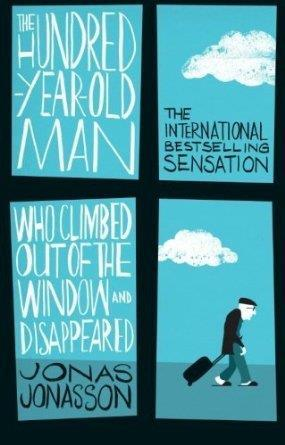 THE
HUNDRED
-YEAR-OLD
MAN
THE
INTERNATIONAL
BESTSELLING
SENSATION
WHO CLIMBED
OUT OF THE
WINDOW AND
DISAPPEARED
JONAS
JONASSON